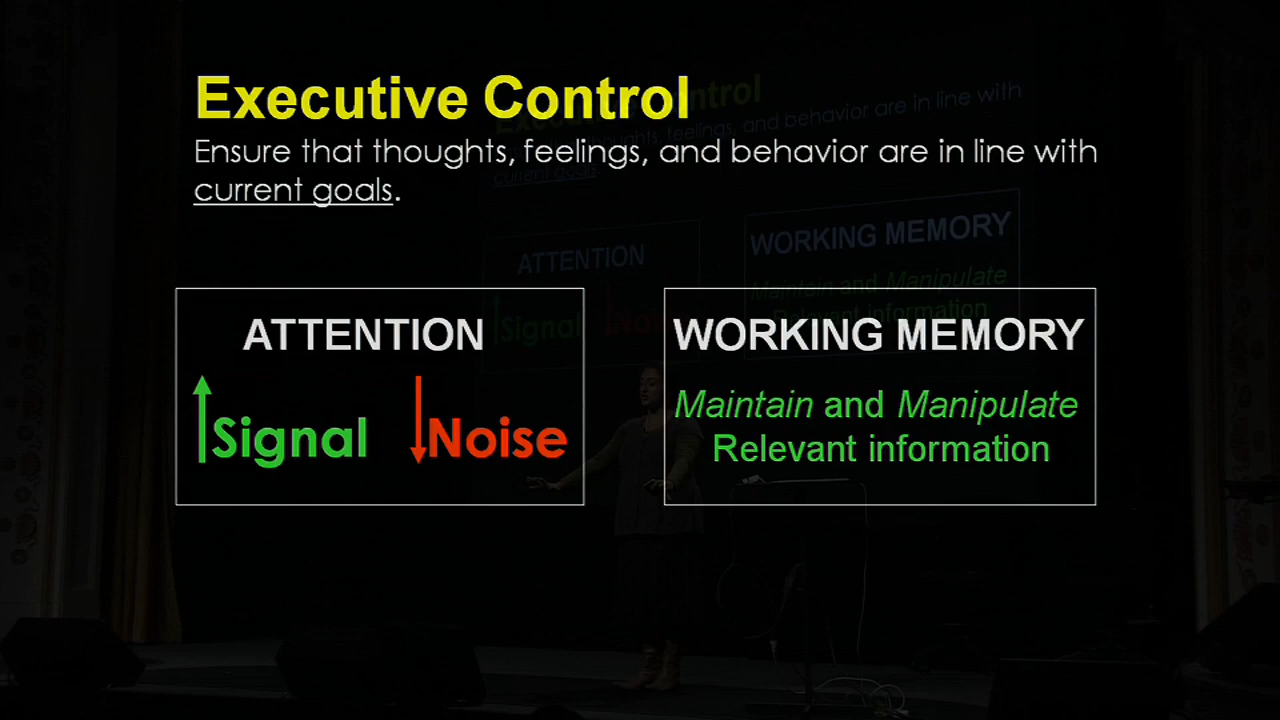 Executive Control
Ensure that thoughts, feelings, and behavior are in line with
current goals.
ATTENTION
Signal
Noise
WORKING MEMORY
Maintain and Manipulate
Relevant information